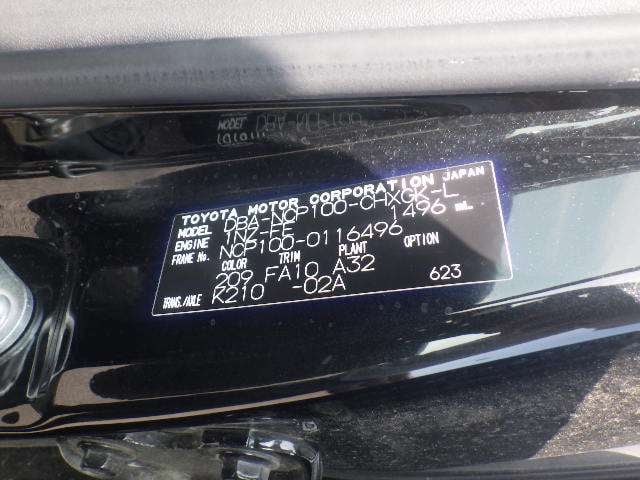 TOYOTA MOTOR CORPORATION JAPAN
MODEL DBA-NCP100-CHXGK-L
ENGINE 1NZ-FE 1496 mL
FRAME No. NCP100-0116496
COLOR TRIM PLANT OPTION
209 FA10 A32 623
TRANS./AXLE K210 -02A